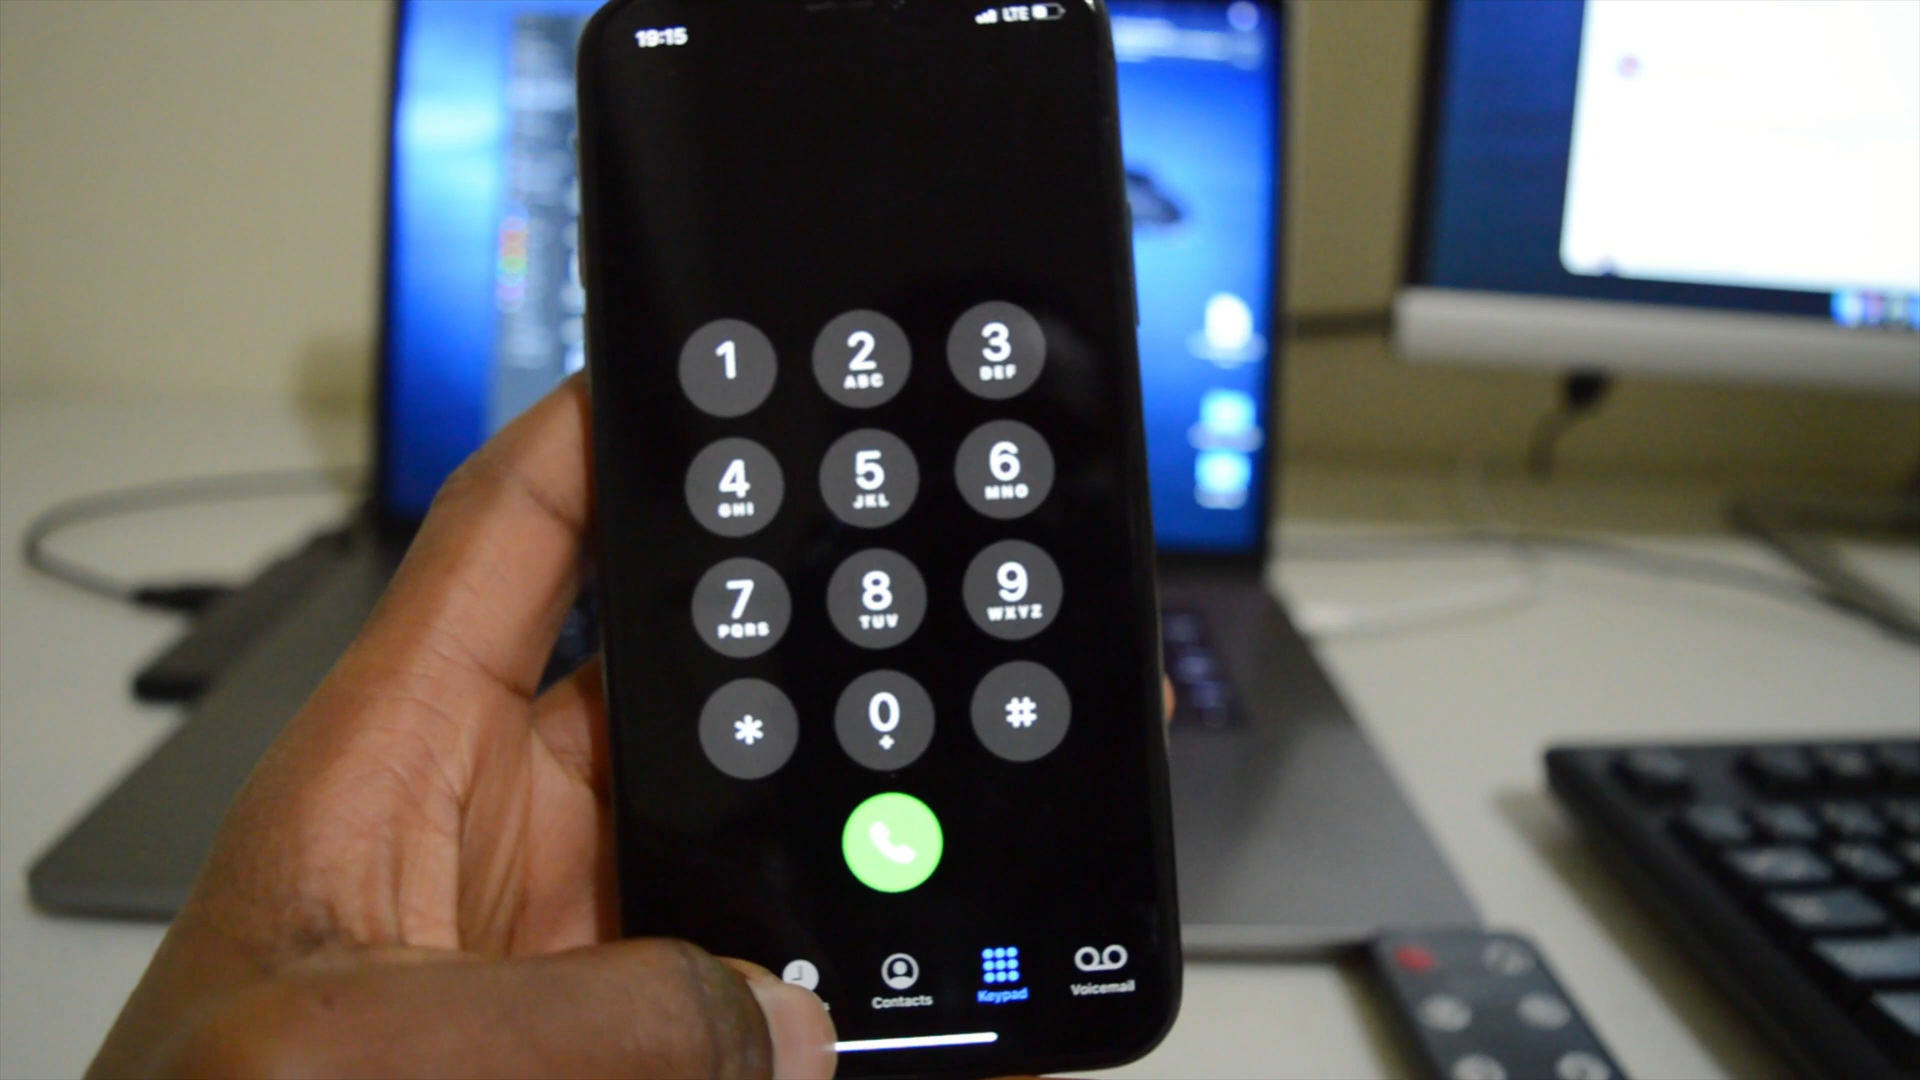 19:15 LTE
1 2 3
ABC DEF
4 5 6
GHI JKL MNO
7 8 9
PQRS TUV WXYZ
* 0 #
+
Contacts Keypad Voicemail